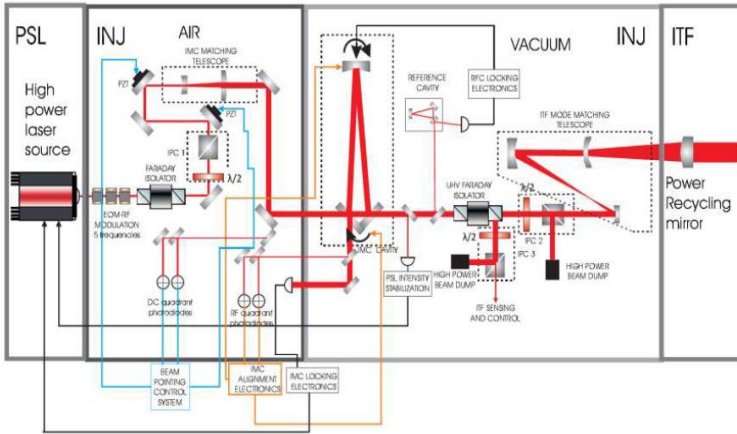 PSL
INJ
AIR
VACUUM
INJ
ITF
High
power
laser
source
IMC MATCHING
TELESCOPE
PZT
PZT
IPC 1
λ/2
FARADAY
ISOLATOR
EOM-RF
MODULATION
5 frequencies
DC quadrant
photodiodes
RF quadrant
photodiodes
BEAM
POINTING
CONTROL
SYSTEM
IMC
ALIGNMENT
ELECTRONICS
IMC LOCKING
ELECTRONICS
IMC CAVITY
REFERENCE
CAVITY
RFC LOCKING
ELECTRONICS
PSL INTENSITY
STABILIZATION
ITF MODE MATCHING
TELESCOPE
UHV FARADAY
ISOLATOR
λ/2
IPC 2
λ/2
IPC 3
HIGH POWER
BEAM DUMP
HIGH POWER
BEAM DUMP
ITF SENSING
AND CONTROL
Power
Recycling
mirror